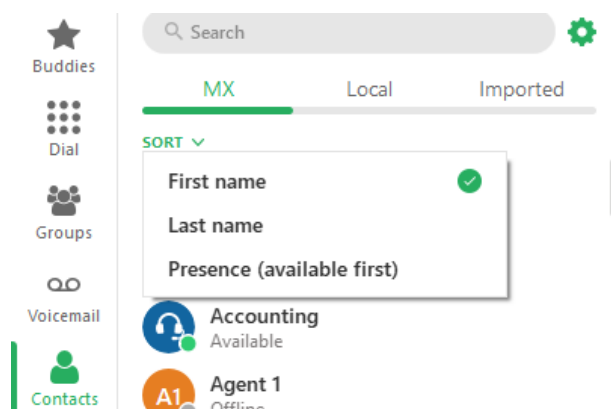 Search
Buddies
MX Local Imported
Dial
SORT
First name
Last name
Groups
Presence (available first)
Voicemail
Accounting
Available
Agent 1
A1
Contacts
Offline